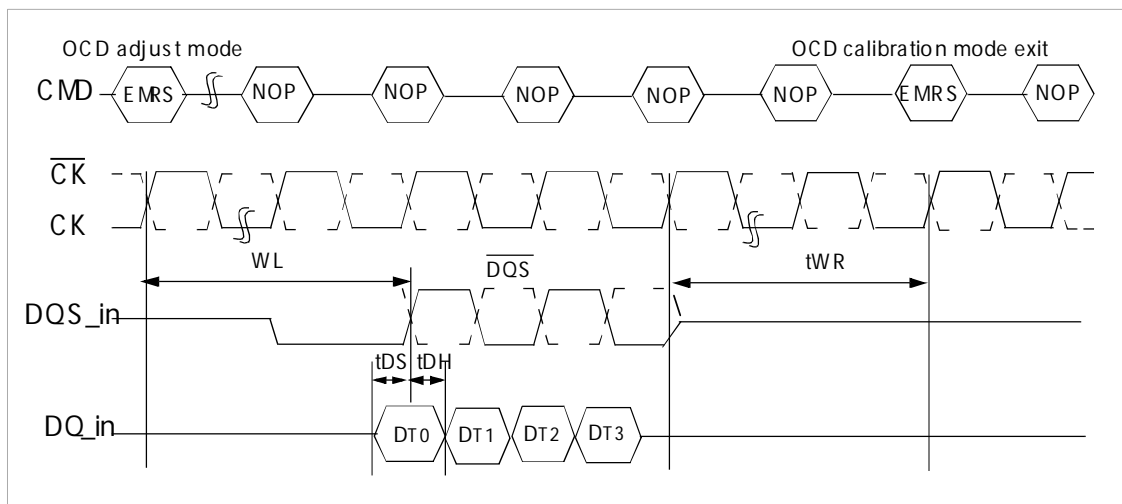 OCD adjust mode OCD calibration mode exit
CMD EMRS NOP NOP NOP NOP NOP EMRS NOP
CK
CK
WL DQS tWR
DQS_in
tDS tDH
DQ_in DT0 DT1 DT2 DT3